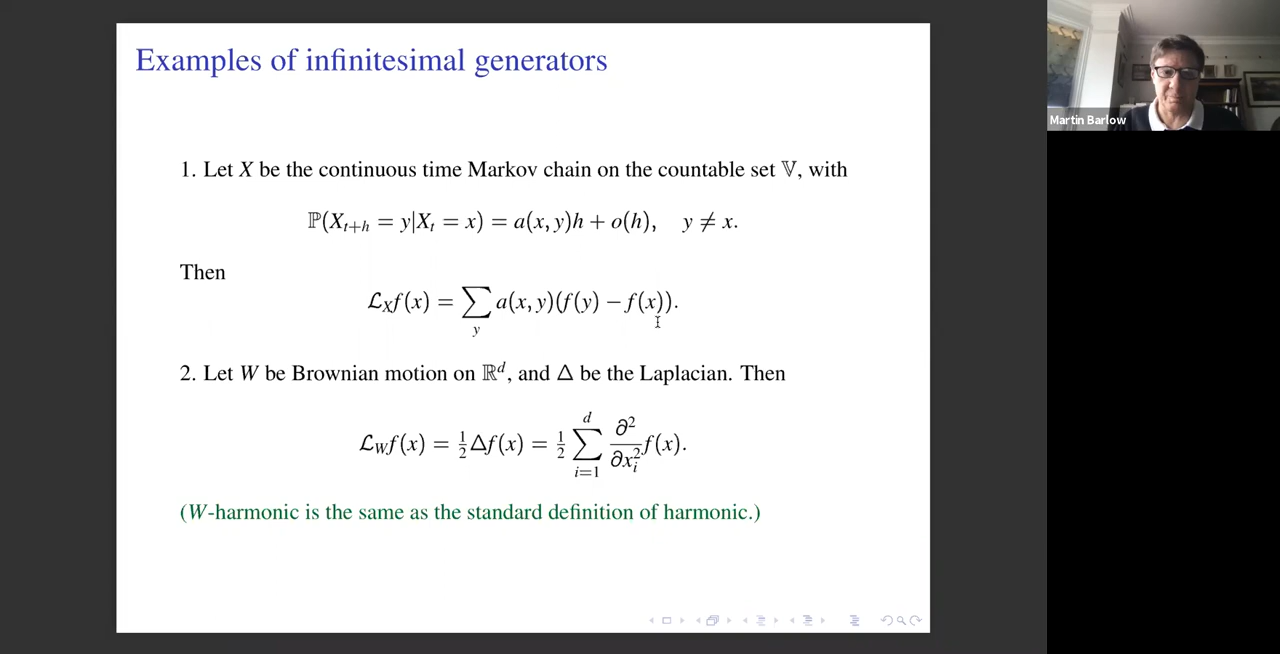 Examples of infinitesimal generators
Martin Barlow
1. Let X be the continuous time Markov chain on the countable set 𝕍, with
ℙ(X_{t+h} = y|X_t = x) = a(x, y)h + o(h), y ≠ x.
Then
ℒ_X f(x) = ∑_y a(x, y)(f(y) − f(x)).
2. Let W be Brownian motion on ℝ^d, and Δ be the Laplacian. Then
ℒ_W f(x) = ½Δf(x) = ½ ∑_{i=1}^{d} ∂²/∂x_i² f(x).
(W-harmonic is the same as the standard definition of harmonic.)